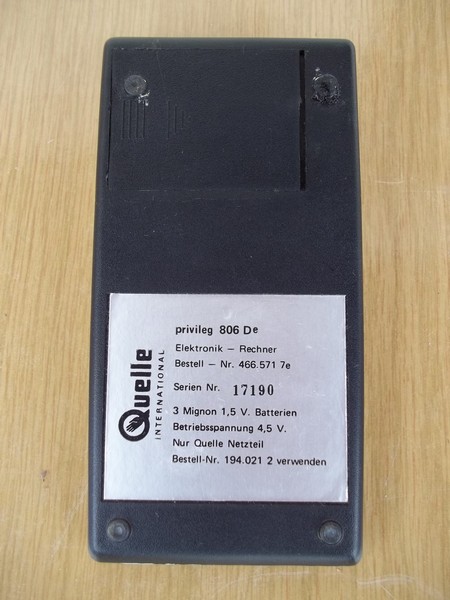 Quelle
INTERNATIONAL
privileg 806 De
Elektronik – Rechner
Bestell – Nr. 466.571 7e
Serien Nr. 17190
3 Mignon 1,5 V. Batterien
Betriebsspannung 4,5 V.
Nur Quelle Netzteil
Bestell-Nr. 194.021 2 verwenden